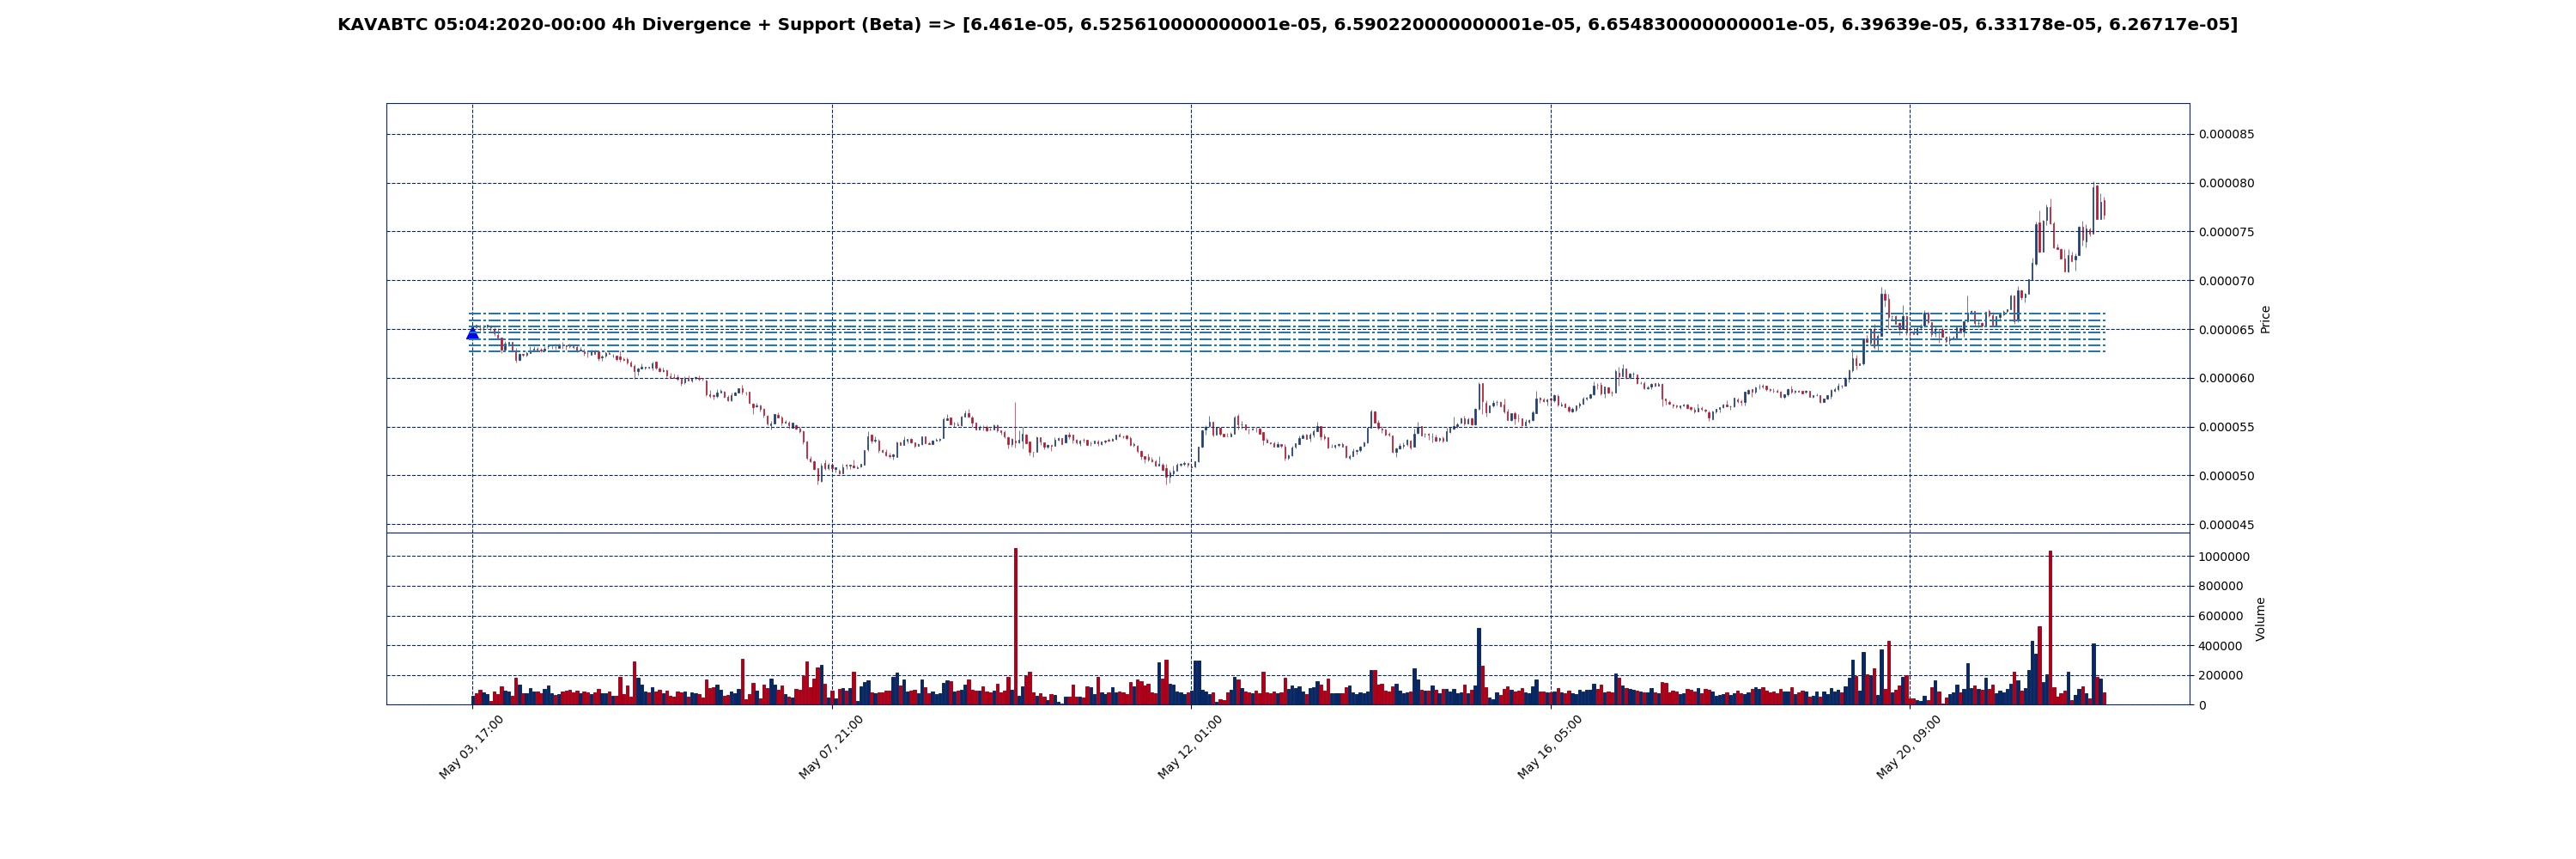 KAVABTC 05:04:2020-00:00 4h Divergence + Support (Beta) => [6.461e-05, 6.525610000000001e-05, 6.590220000000001e-05, 6.654830000000001e-05, 6.39639e-05, 6.33178e-05, 6.26717e-05]
0.000085
0.000080
0.000075
0.000070
0.000065
0.000060
0.000055
0.000050
0.000045
Price
1000000
800000
600000
400000
200000
0
Volume
May 03, 17:00
May 07, 21:00
May 12, 01:00
May 16, 05:00
May 20, 09:00